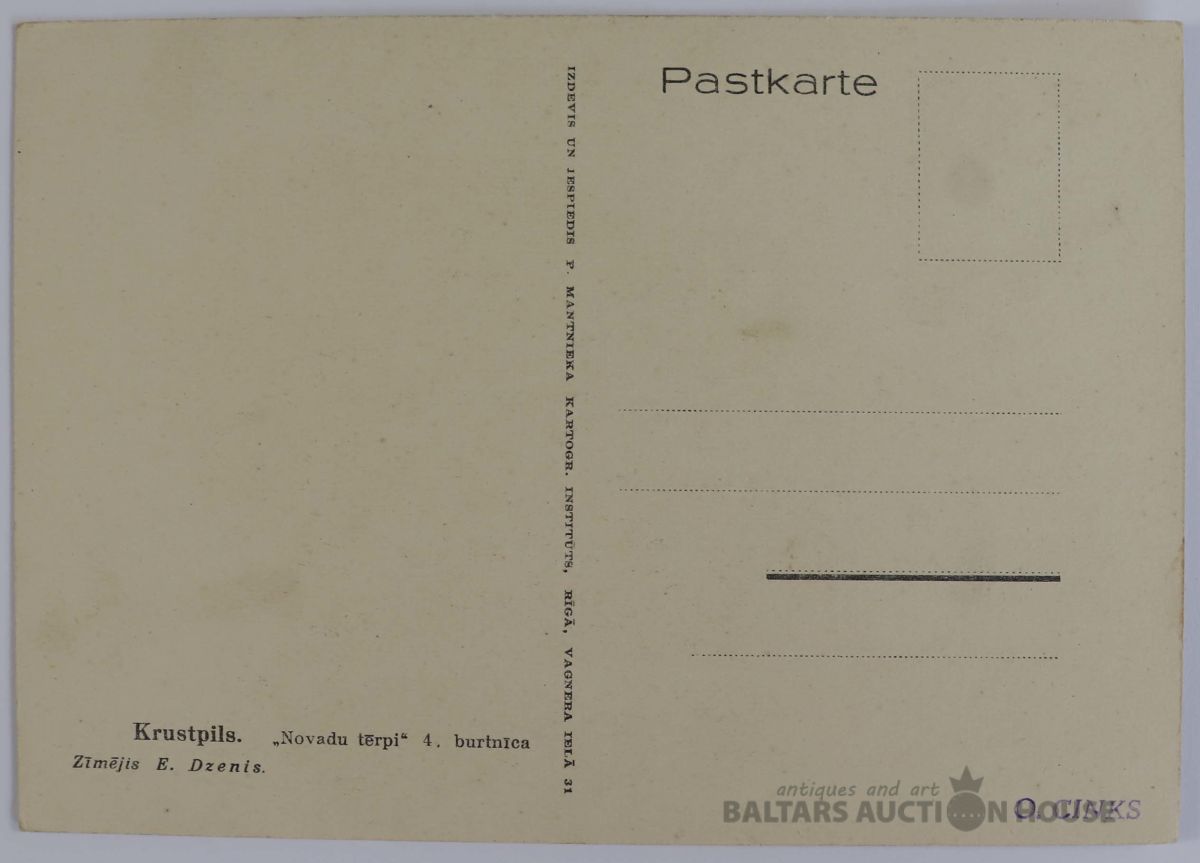 Pastkarte
IZDEVIS UN IESPIEDIS P. MANTNIEKA KARTOGR. INSTITŪTS, RĪGĀ, VAGNERA IELĀ 31
Krustpils. „Novadu tērpi“ 4. burtnīca
Zīmējis E. Dzenis.
antiques and art
BALTARS AUCTION HOUSE
O. CINKS